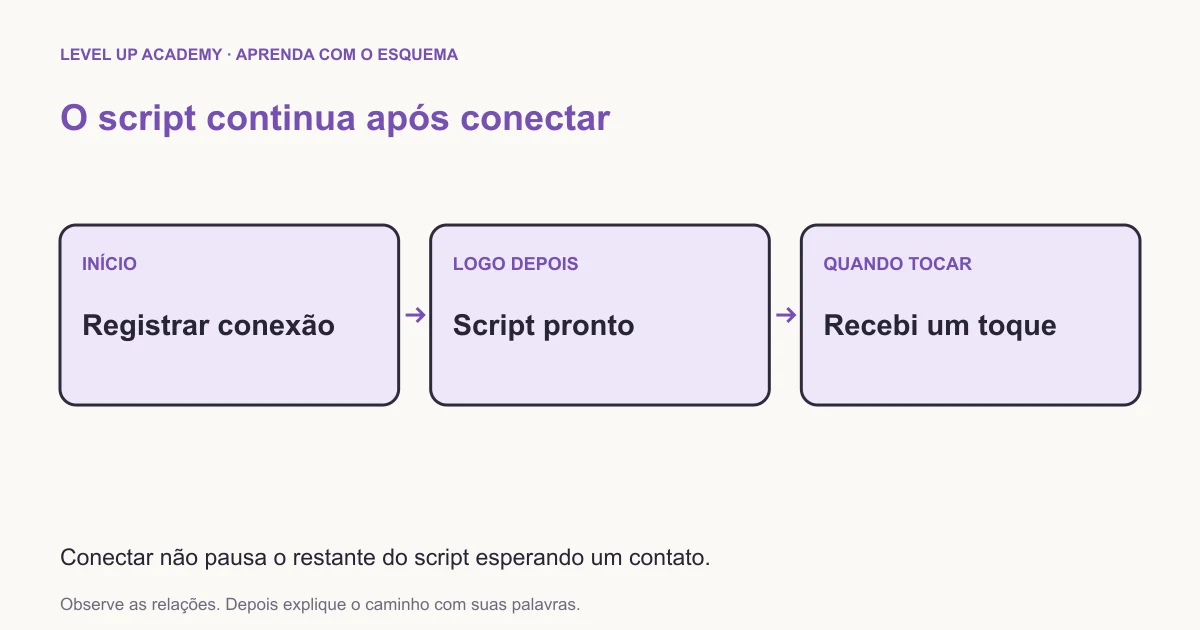 LEVEL UP ACADEMY · APRENDA COM O ESQUEMA
O script continua após conectar
INÍCIO
Registrar conexão
LOGO DEPOIS
Script pronto
QUANDO TOCAR
Recebi um toque
Conectar não pausa o restante do script esperando um contato.
Observe as relações. Depois explique o caminho com suas palavras.